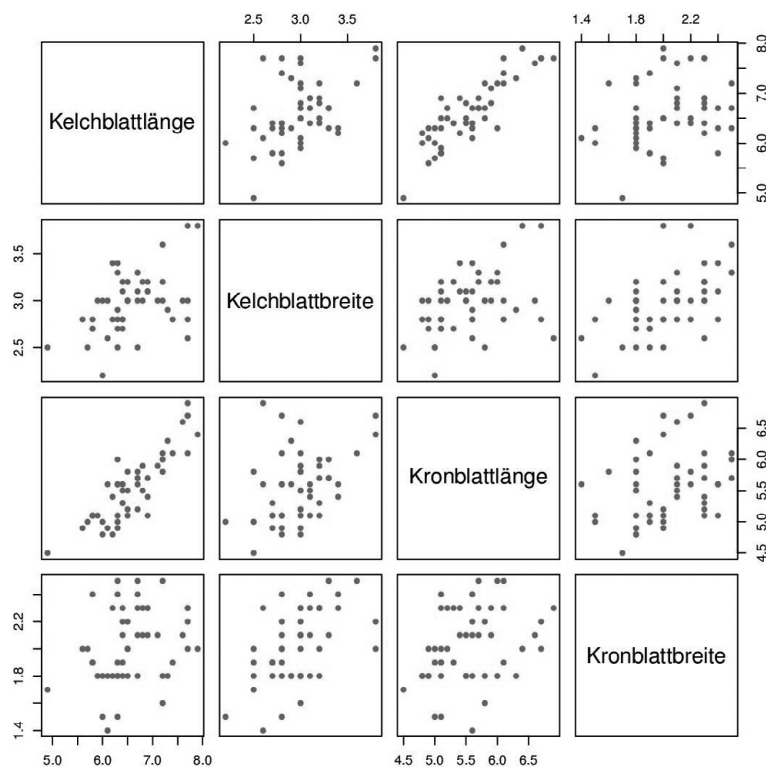 2.5 3.0 3.5
1.4 1.8 2.2
Kelchblattlänge
5.0 6.0 7.0 8.0
2.5 3.0 3.5
Kelchblattbreite
Kronblattlänge
4.5 5.0 5.5 6.0 6.5
1.4 1.8 2.2
Kronblattbreite
5.0 6.0 7.0 8.0
4.5 5.0 5.5 6.0 6.5